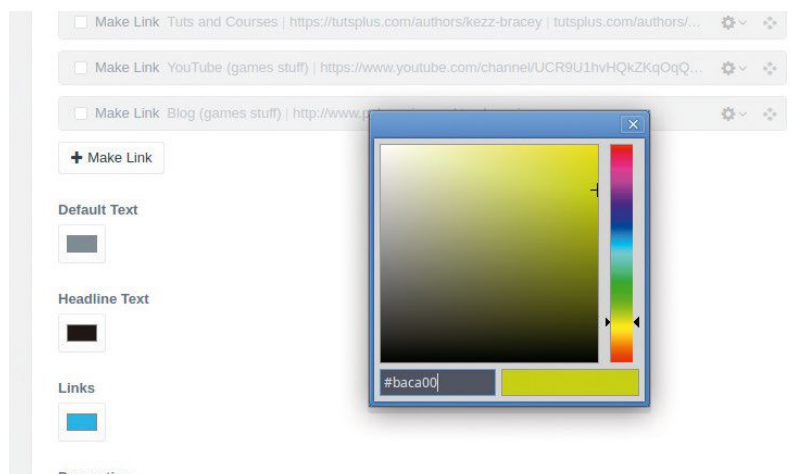 Make Link Tuts and Courses | https://tutsplus.com/authors/kezz-bracey | tutsplus.com/authors/...
Make Link YouTube (games stuff) | https://www.youtube.com/channel/UCR9U1hvHQkZKqOqQ...
Make Link Blog (games stuff) | http://www.
+ Make Link
Default Text
Headline Text
#baca00
Links